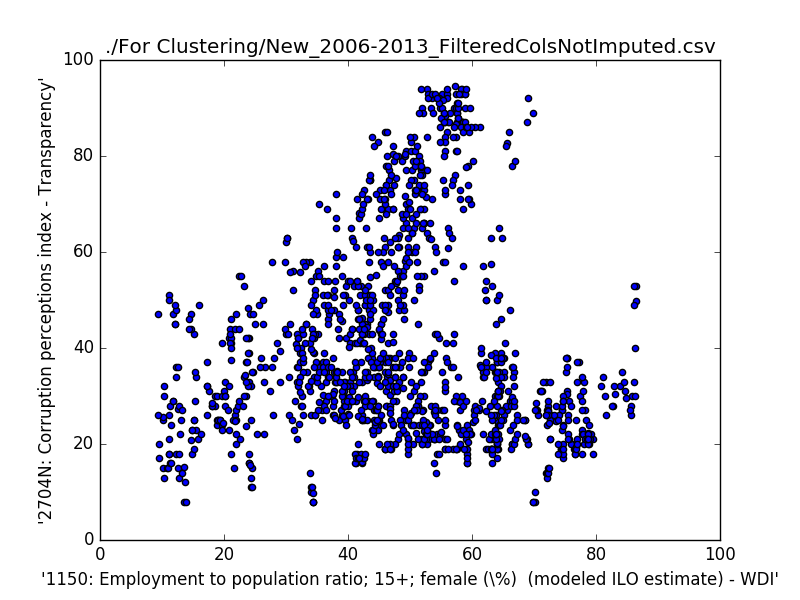 ./For Clustering/New_2006-2013_FilteredColsNotImputed.csv
100
80
60
40
20
0
'2704N: Corruption perceptions index - Transparency'
0 20 40 60 80 100
'1150: Employment to population ratio; 15+; female (\%)  (modeled ILO estimate) - WDI'